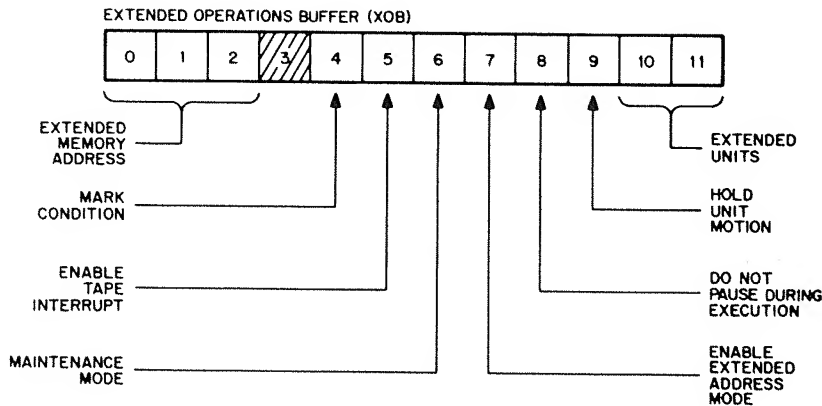 EXTENDED OPERATIONS BUFFER (XOB)
0 1 2 3 4 5 6 7 8 9 10 11
EXTENDED
MEMORY
ADDRESS
EXTENDED
UNITS
MARK
CONDITION
HOLD
UNIT
MOTION
ENABLE
TAPE
INTERRUPT
DO NOT
PAUSE DURING
EXECUTION
MAINTENANCE
MODE
ENABLE
EXTENDED
ADDRESS
MODE